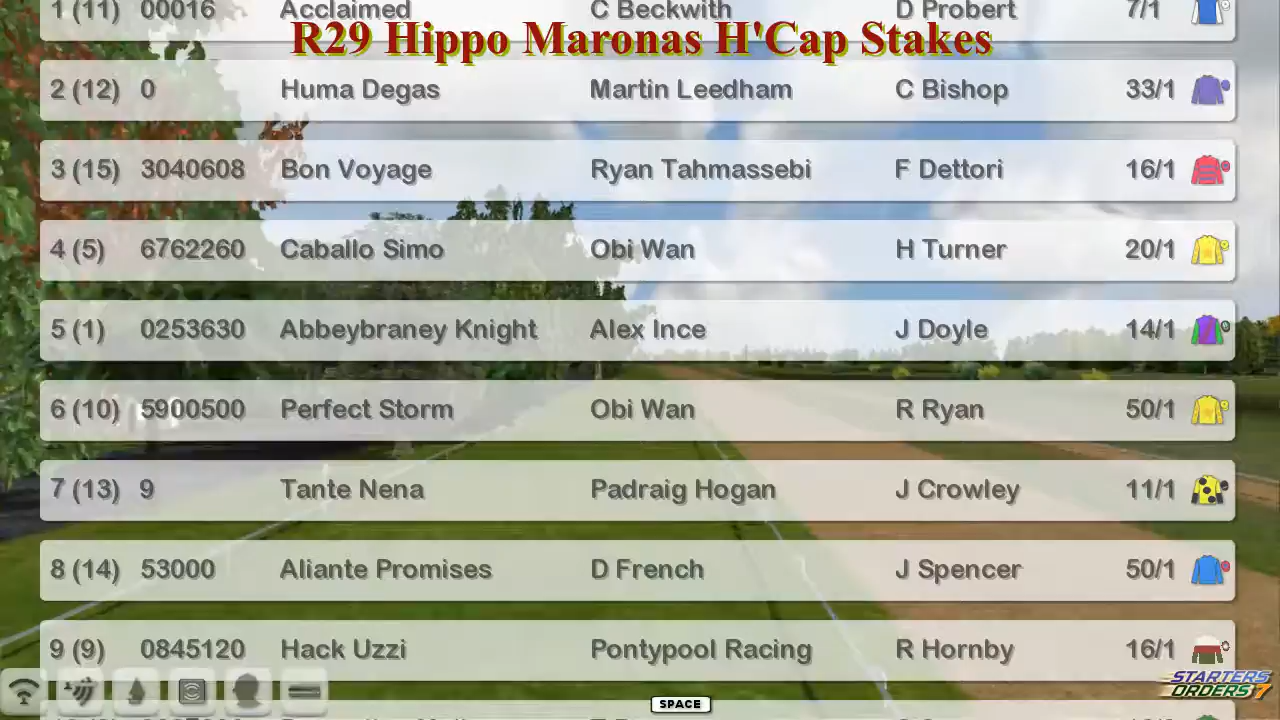 1 (11) 00016 Acclaimed C Beckwith D Probert 7/1
R29 Hippo Maronas H'Cap Stakes
2 (12) 0 Huma Degas Martin Leedham C Bishop 33/1
3 (15) 3040608 Bon Voyage Ryan Tahmassebi F Dettori 16/1
4 (5) 6762260 Caballo Simo Obi Wan H Turner 20/1
5 (1) 0253630 Abbeybraney Knight Alex Ince J Doyle 14/1
6 (10) 5900500 Perfect Storm Obi Wan R Ryan 50/1
7 (13) 9 Tante Nena Padraig Hogan J Crowley 11/1
8 (14) 53000 Aliante Promises D French J Spencer 50/1
9 (9) 0845120 Hack Uzzi Pontypool Racing R Hornby 16/1
STARTERS ORDERS 7
SPACE